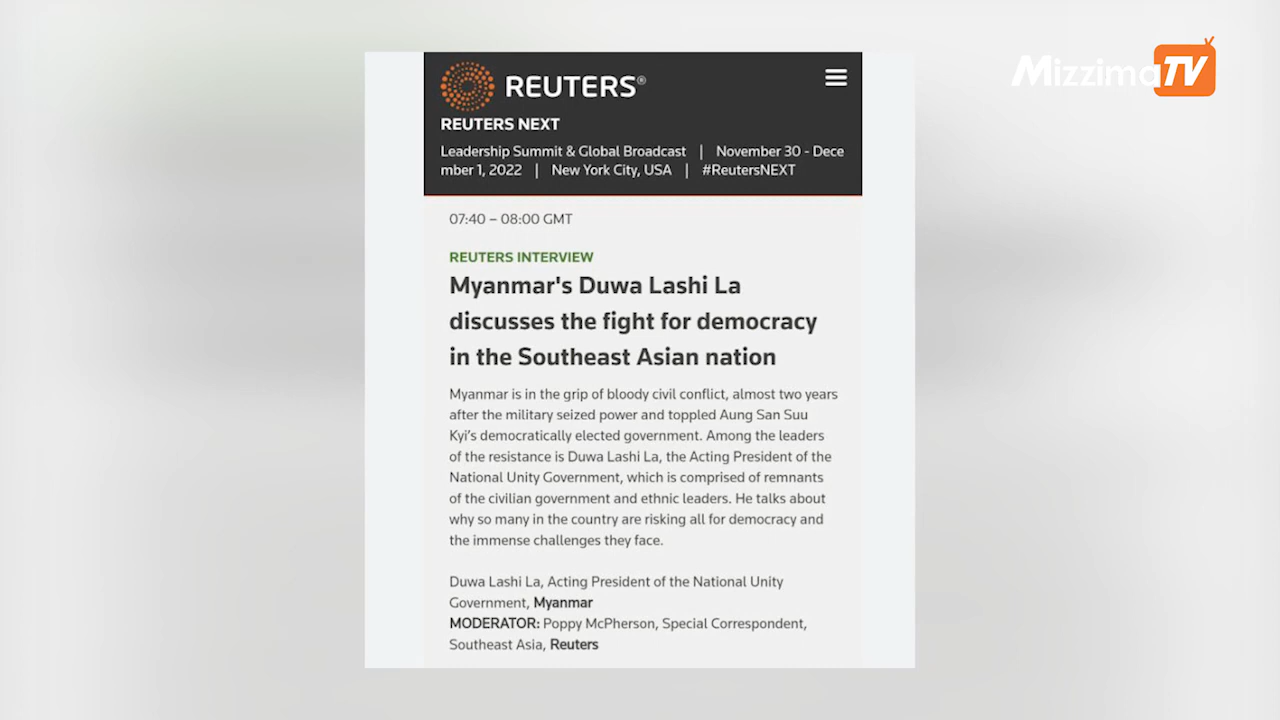 MizzimaTV
REUTERS®
REUTERS NEXT
Leadership Summit & Global Broadcast | November 30 - Dece
mber 1, 2022 | New York City, USA | #ReutersNEXT
07:40 – 08:00 GMT
REUTERS INTERVIEW
Myanmar's Duwa Lashi La
discusses the fight for democracy
in the Southeast Asian nation
Myanmar is in the grip of bloody civil conflict, almost two years
after the military seized power and toppled Aung San Suu
Kyi’s democratically elected government. Among the leaders
of the resistance is Duwa Lashi La, the Acting President of the
National Unity Government, which is comprised of remnants
of the civilian government and ethnic leaders. He talks about
why so many in the country are risking all for democracy and
the immense challenges they face.
Duwa Lashi La, Acting President of the National Unity
Government, Myanmar
MODERATOR: Poppy McPherson, Special Correspondent,
Southeast Asia, Reuters